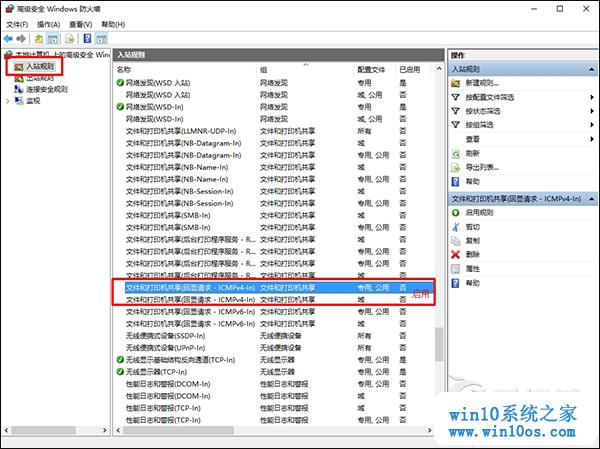 高级安全 Windows 防火墙
文件(F) 操作(A) 查看(V) 帮助(H)
本地计算机 上的高级安全 Win
入站规则
出站规则
连接安全规则
监视
入站规则
名称 组 配置文件 已启用
网络发现(WSD 入站) 网络发现 专用 是
网络发现(WSD 入站) 网络发现 域, 公用 否
网络发现(WSD-In) 网络发现 专用 是
网络发现(WSD-In) 网络发现 域, 公用 否
文件和打印机共享(LLMNR-UDP-In) 文件和打印机共享 所有 否
文件和打印机共享(NB-Datagram-In) 文件和打印机共享 域 否
文件和打印机共享(NB-Datagram-In) 文件和打印机共享 专用, 公用 否
文件和打印机共享(NB-Name-In) 文件和打印机共享 域 否
文件和打印机共享(NB-Name-In) 文件和打印机共享 专用, 公用 否
文件和打印机共享(NB-Session-In) 文件和打印机共享 专用, 公用 否
文件和打印机共享(NB-Session-In) 文件和打印机共享 域 否
文件和打印机共享(SMB-In) 文件和打印机共享 域 否
文件和打印机共享(SMB-In) 文件和打印机共享 专用, 公用 否
文件和打印机共享(后台打印程序服务 - R... 文件和打印机共享 域 否
文件和打印机共享(后台打印程序服务 - R... 文件和打印机共享 专用, 公用 否
文件和打印机共享(后台打印程序服务 - R... 文件和打印机共享 域 否
文件和打印机共享(后台打印程序服务 - R... 文件和打印机共享 专用, 公用 否
文件和打印机共享(回显请求 - ICMPv4-In) 文件和打印机共享 专用, 公用 否
启用
文件和打印机共享(回显请求 - ICMPv4-In) 文件和打印机共享 域 否
文件和打印机共享(回显请求 - ICMPv6-In) 文件和打印机共享 专用, 公用 否
文件和打印机共享(回显请求 - ICMPv6-In) 文件和打印机共享 域 否
无线便携式设备(SSDP-In) 无线便携式设备 所有 否
无线便携式设备(UPnP-In) 无线便携式设备 所有 否
无线显示基础结构反向通道(TCP-In) 无线显示器 专用, 公用 是
无线显示器(TCP-In) 无线显示器 专用, 公用 是
性能日志和警报(DCOM-In) 性能日志和警报 专用, 公用 否
性能日志和警报(DCOM-In) 性能日志和警报 域 否
性能日志和警报(TCP-In) 性能日志和警报 专用, 公用 否
性能日志和警报(TCP-In) 性能日志和警报 域 否
操作
入站规则
新建规则...
按配置文件筛选
按状态筛选
按组筛选
查看
刷新
导出列表...
帮助
文件和打印机共享(回显请求 - ICMPv4-In)
启用规则
剪切
复制
删除
属性
帮助
win10系统之家
www.win10os.com